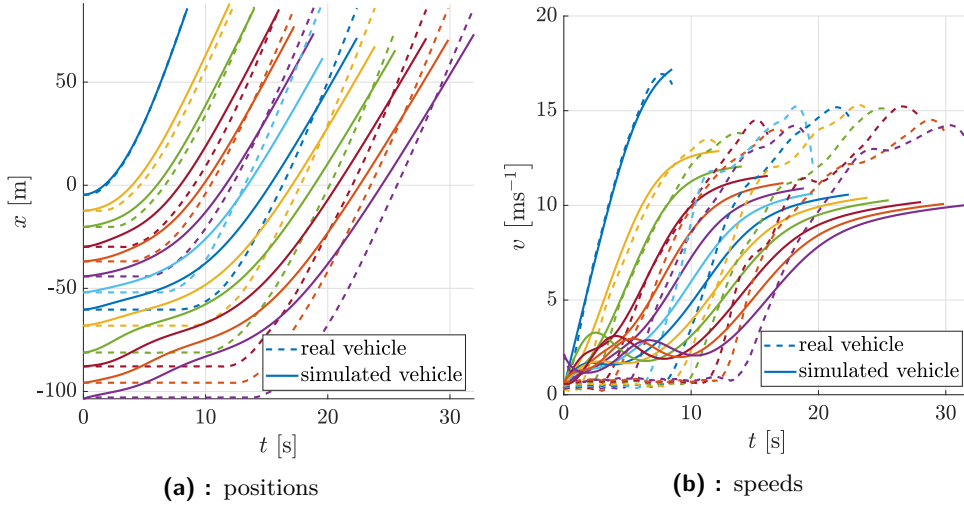 50
0
-50
-100
x [m]
0
10
20
30
t [s]
real vehicle
simulated vehicle
(a) : positions
20
15
10
5
0
v [ms⁻¹]
0
10
20
30
t [s]
real vehicle
simulated vehicle
(b) : speeds